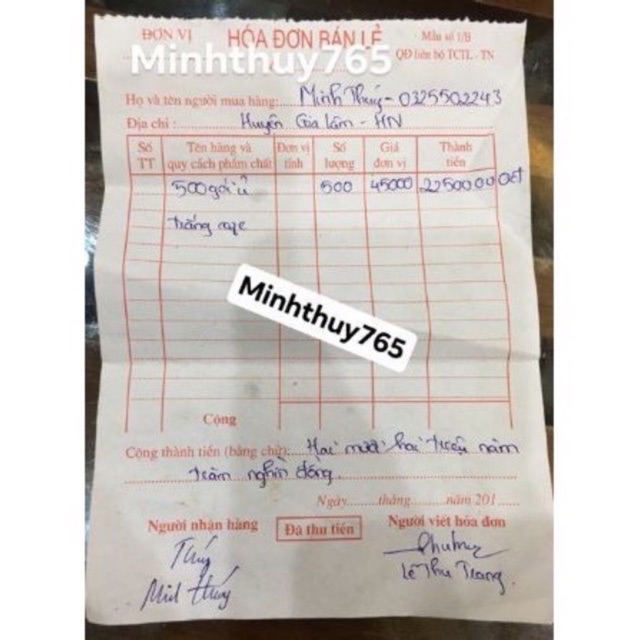 ĐƠN VỊ HÓA ĐƠN BÁN LẺ Mẫu số 1/B
Minhthuy765
QĐ liên bộ TCTL - TN
Họ và tên người mua hàng: Minh Thúy - 0325502243
Địa chỉ : Huyện Gia Lâm - HN
Số TT Tên hàng và quy cách phẩm chất Đơn vị tính Số lượng Giá đơn vị Thành tiền
500 gói ủ 500 45000 22500000
trắng
Minhthuy765
Cộng
Cộng thành tiền (bằng chữ): Hai mươi hai triệu năm
trăm nghìn đồng.
Ngày tháng năm 201
Người nhận hàng Đã thu tiền Người viết hóa đơn
Thúy
Minh Thúy Lê Thu Trang.